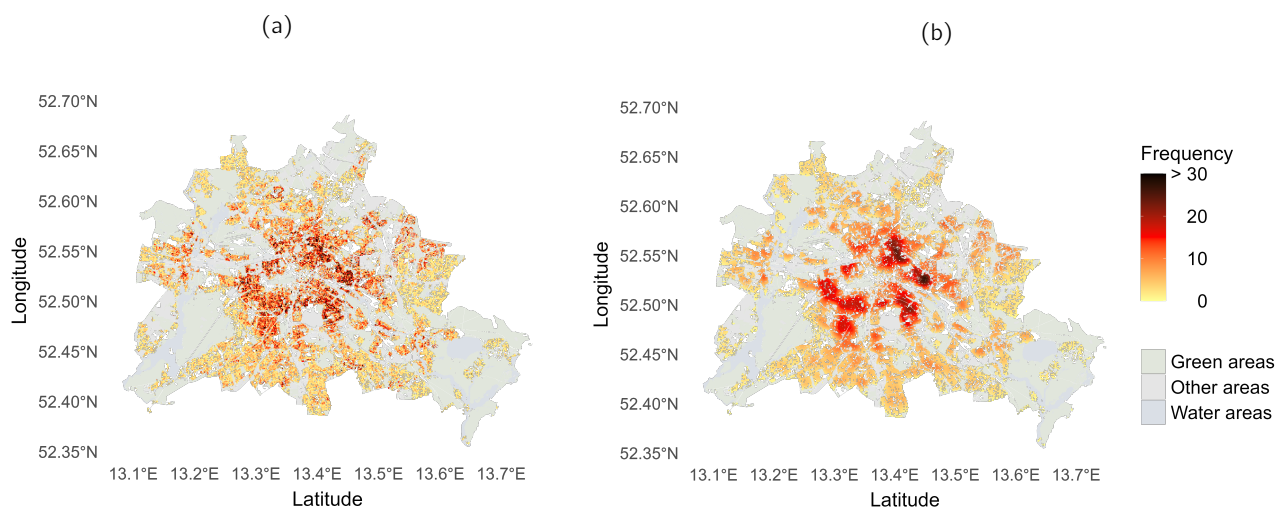 (a)
(b)
52.70°N
52.65°N
52.60°N
52.55°N
52.50°N
52.45°N
52.40°N
52.35°N
Longitude
13.1°E 13.2°E 13.3°E 13.4°E 13.5°E 13.6°E 13.7°E
Latitude
52.70°N
52.65°N
52.60°N
52.55°N
52.50°N
52.45°N
52.40°N
52.35°N
Longitude
13.1°E 13.2°E 13.3°E 13.4°E 13.5°E 13.6°E 13.7°E
Latitude
Frequency
> 30
20
10
0
Green areas
Other areas
Water areas